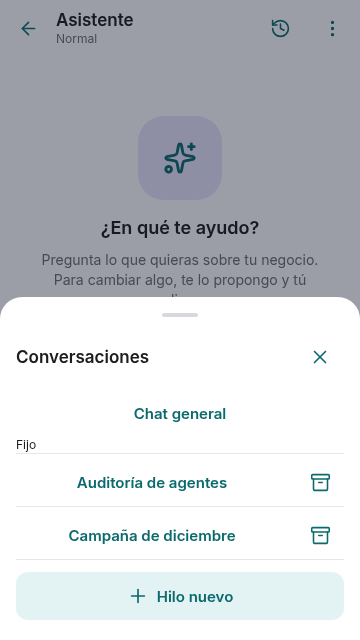 Asistente
Normal
¿En qué te ayudo?
Pregunta lo que quieras sobre tu negocio.
Para cambiar algo, te lo propongo y tú
Conversaciones
Chat general
Fijo
Auditoría de agentes
Campaña de diciembre
Hilo nuevo